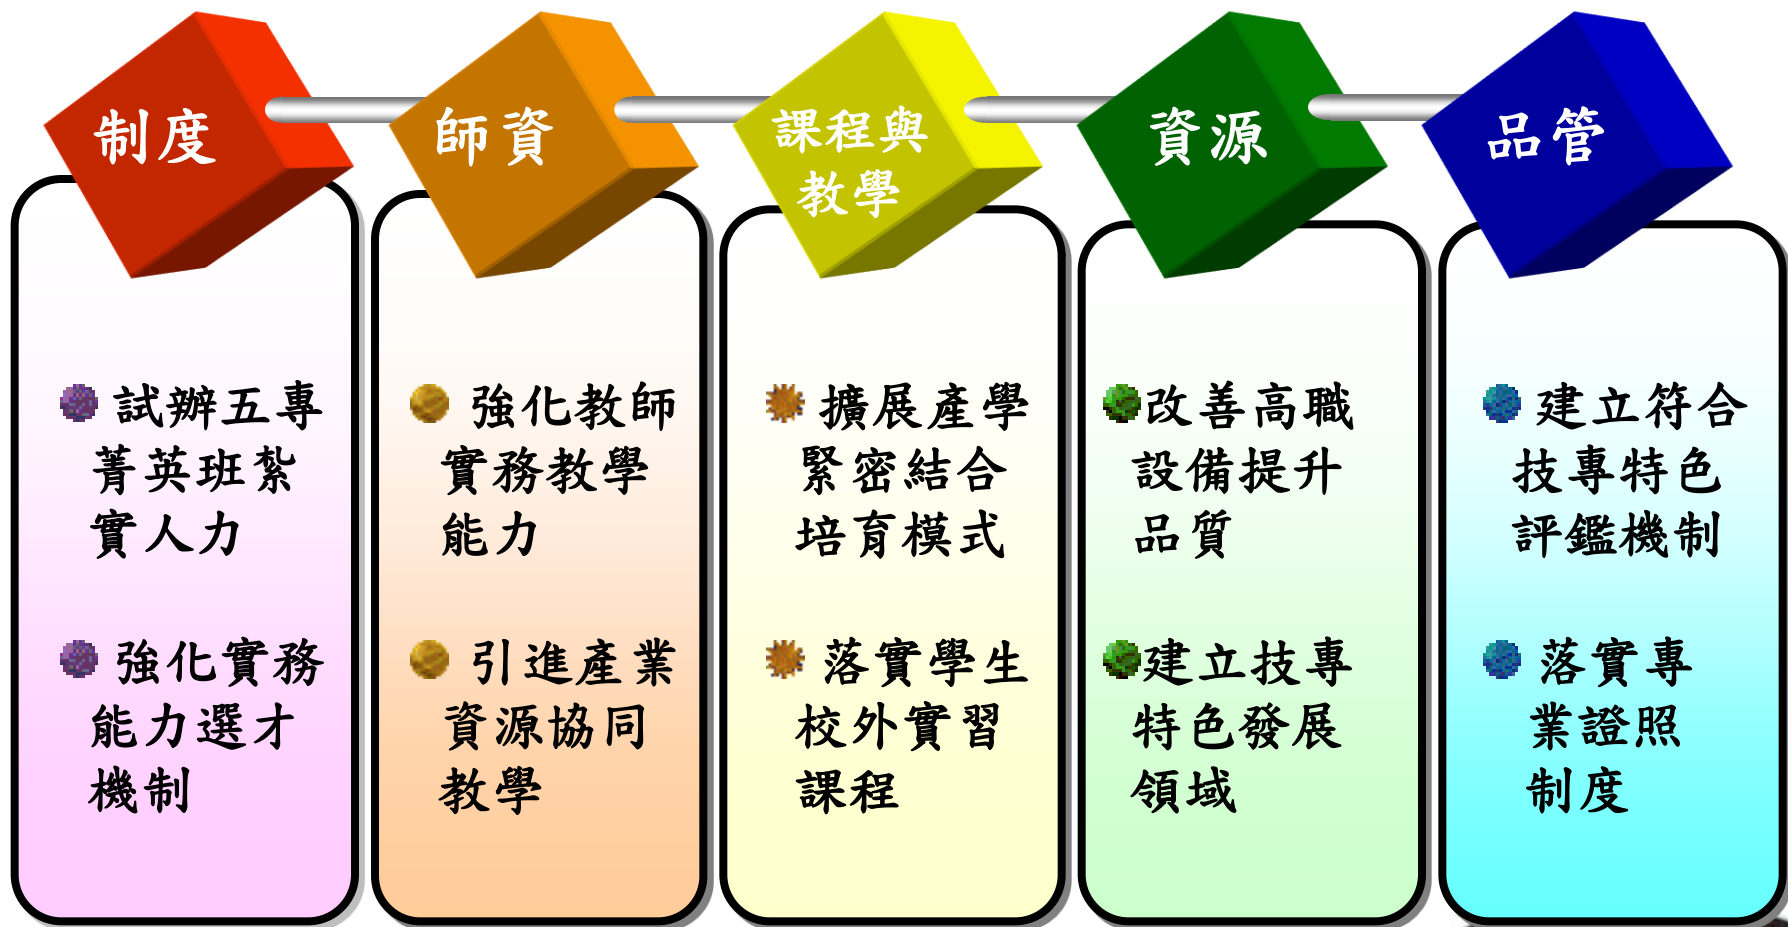 制度
試辦五專
菁英班紮
實人力
強化實務
能力選才
機制
師資
強化教師
實務教學
能力
引進產業
資源協同
教學
課程與
教學
擴展產學
緊密結合
培育模式
落實學生
校外實習
課程
資源
改善高職
設備提升
品質
建立技專
特色發展
領域
品管
建立符合
技專特色
評鑑機制
落實專
業證照
制度